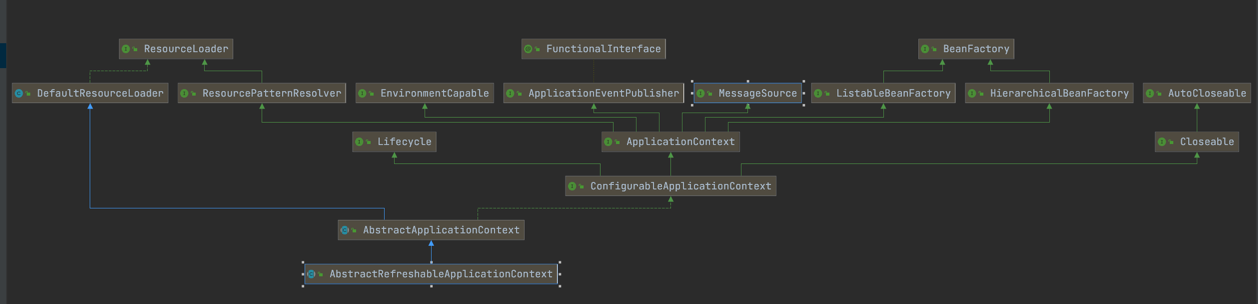 ResourceLoader
FunctionalInterface
BeanFactory
DefaultResourceLoader
ResourcePatternResolver
EnvironmentCapable
ApplicationEventPublisher
MessageSource
ListableBeanFactory
HierarchicalBeanFactory
AutoCloseable
Lifecycle
ApplicationContext
Closeable
ConfigurableApplicationContext
AbstractApplicationContext
AbstractRefreshableApplicationContext